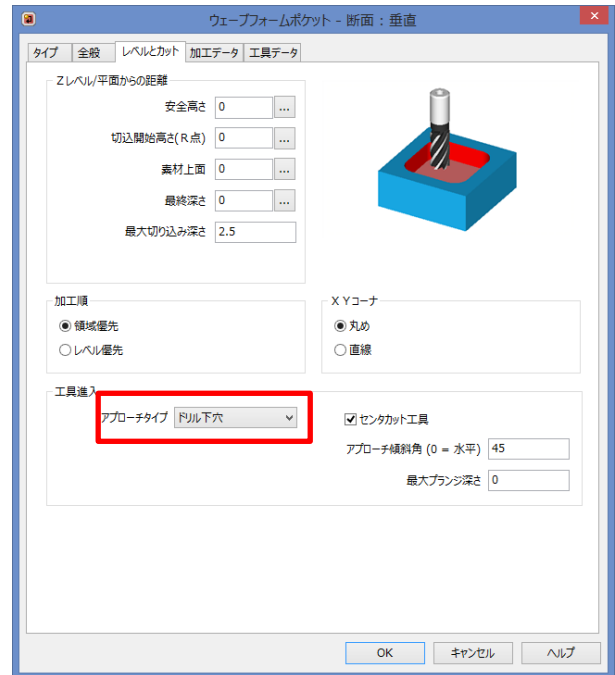 ウェーブフォームポケット - 断面：垂直
タイプ 全般 レベルとカット 加工データ 工具データ
Zレベル/平面からの距離
安全高さ 0 ...
切込開始高さ(R点) 0 ...
素材上面 0 ...
最終深さ 0 ...
最大切り込み深さ 2.5
加工順
領域優先
レベル優先
XYコーナ
丸め
直線
工具進入
アプローチタイプ ドリル下穴
センタカット工具
アプローチ傾斜角 (0 = 水平) 45
最大プランジ深さ 0
OK キャンセル ヘルプ